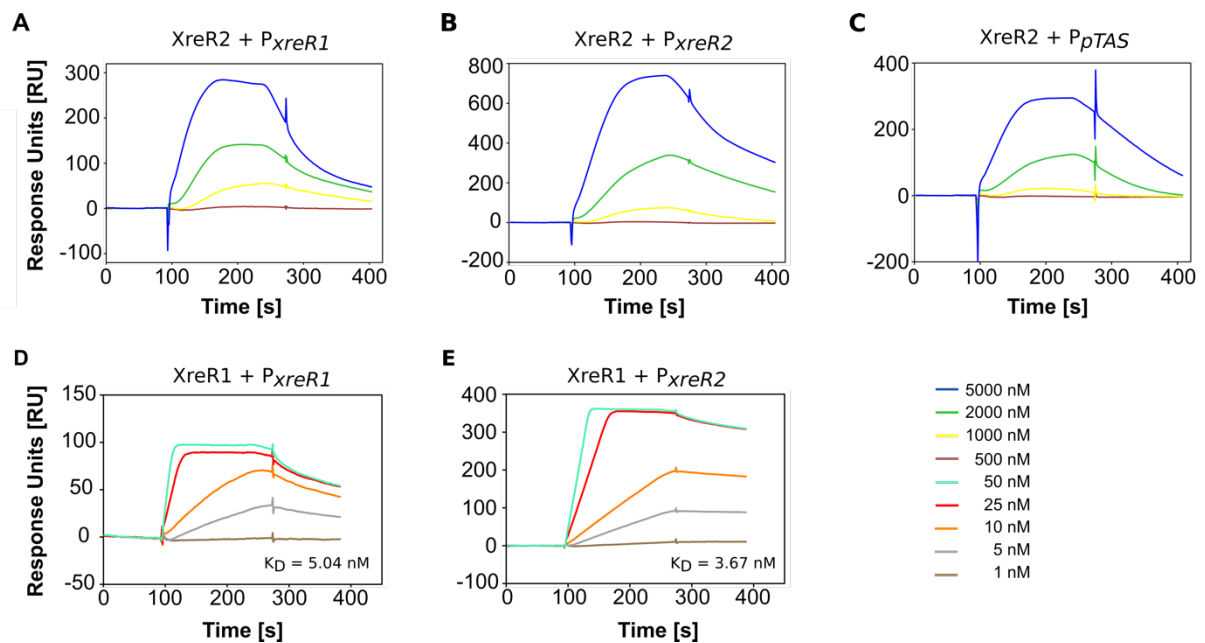 A
XreR2 + PxreR1
Response Units [RU]
300
200
100
0
-100
0
100
200
300
400
Time [s]
B
XreR2 + PxreR2
800
600
400
200
0
-200
0
100
200
300
400
Time [s]
C
XreR2 + PpTAS
400
200
0
-200
0
100
200
300
400
Time [s]
D
XreR1 + PxreR1
Response Units [RU]
150
100
50
0
-50
KD = 5.04 nM
0
100
200
300
400
Time [s]
E
XreR1 + PxreR2
400
300
200
100
0
-100
KD = 3.67 nM
0
100
200
300
400
Time [s]
5000 nM
2000 nM
1000 nM
500 nM
50 nM
25 nM
10 nM
5 nM
1 nM